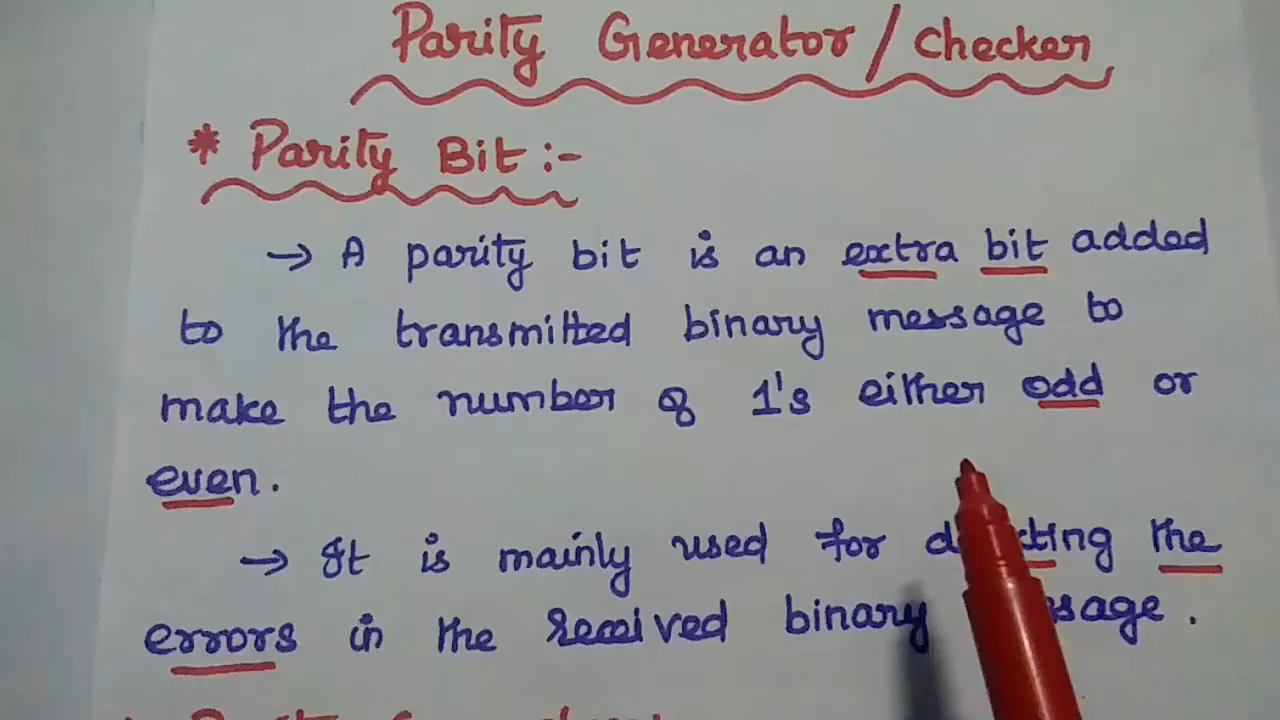 Parity Generator/Checker
* Parity Bit:-
→ A parity bit is an extra bit added
to the transmitted binary message to
make the number of 1's either odd or
even.
→ It is mainly used for the
errors in the received binary .